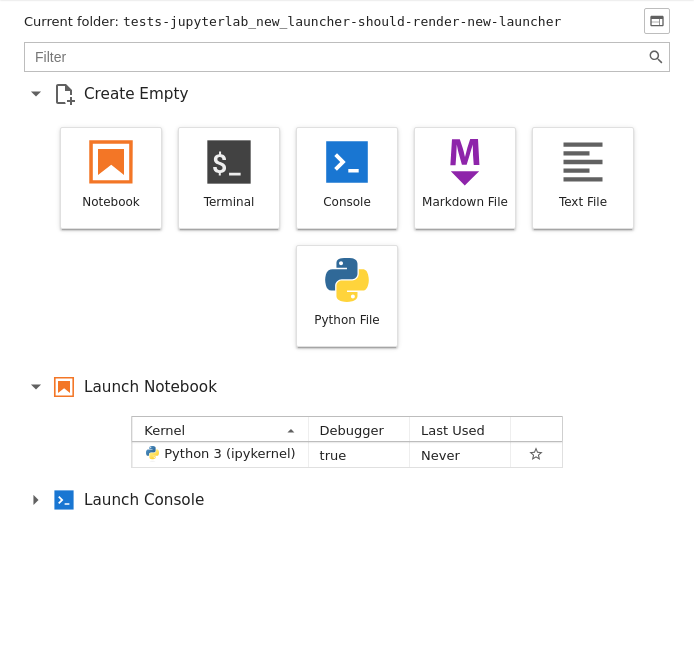 Current folder: tests-jupyterlab_new_launcher-should-render-new-launcher
Filter
Create Empty
$_
M
Notebook Terminal Console Markdown File Text File
Python File
Launch Notebook
Kernel Debugger Last Used
Python 3 (ipykernel) true Never
Launch Console